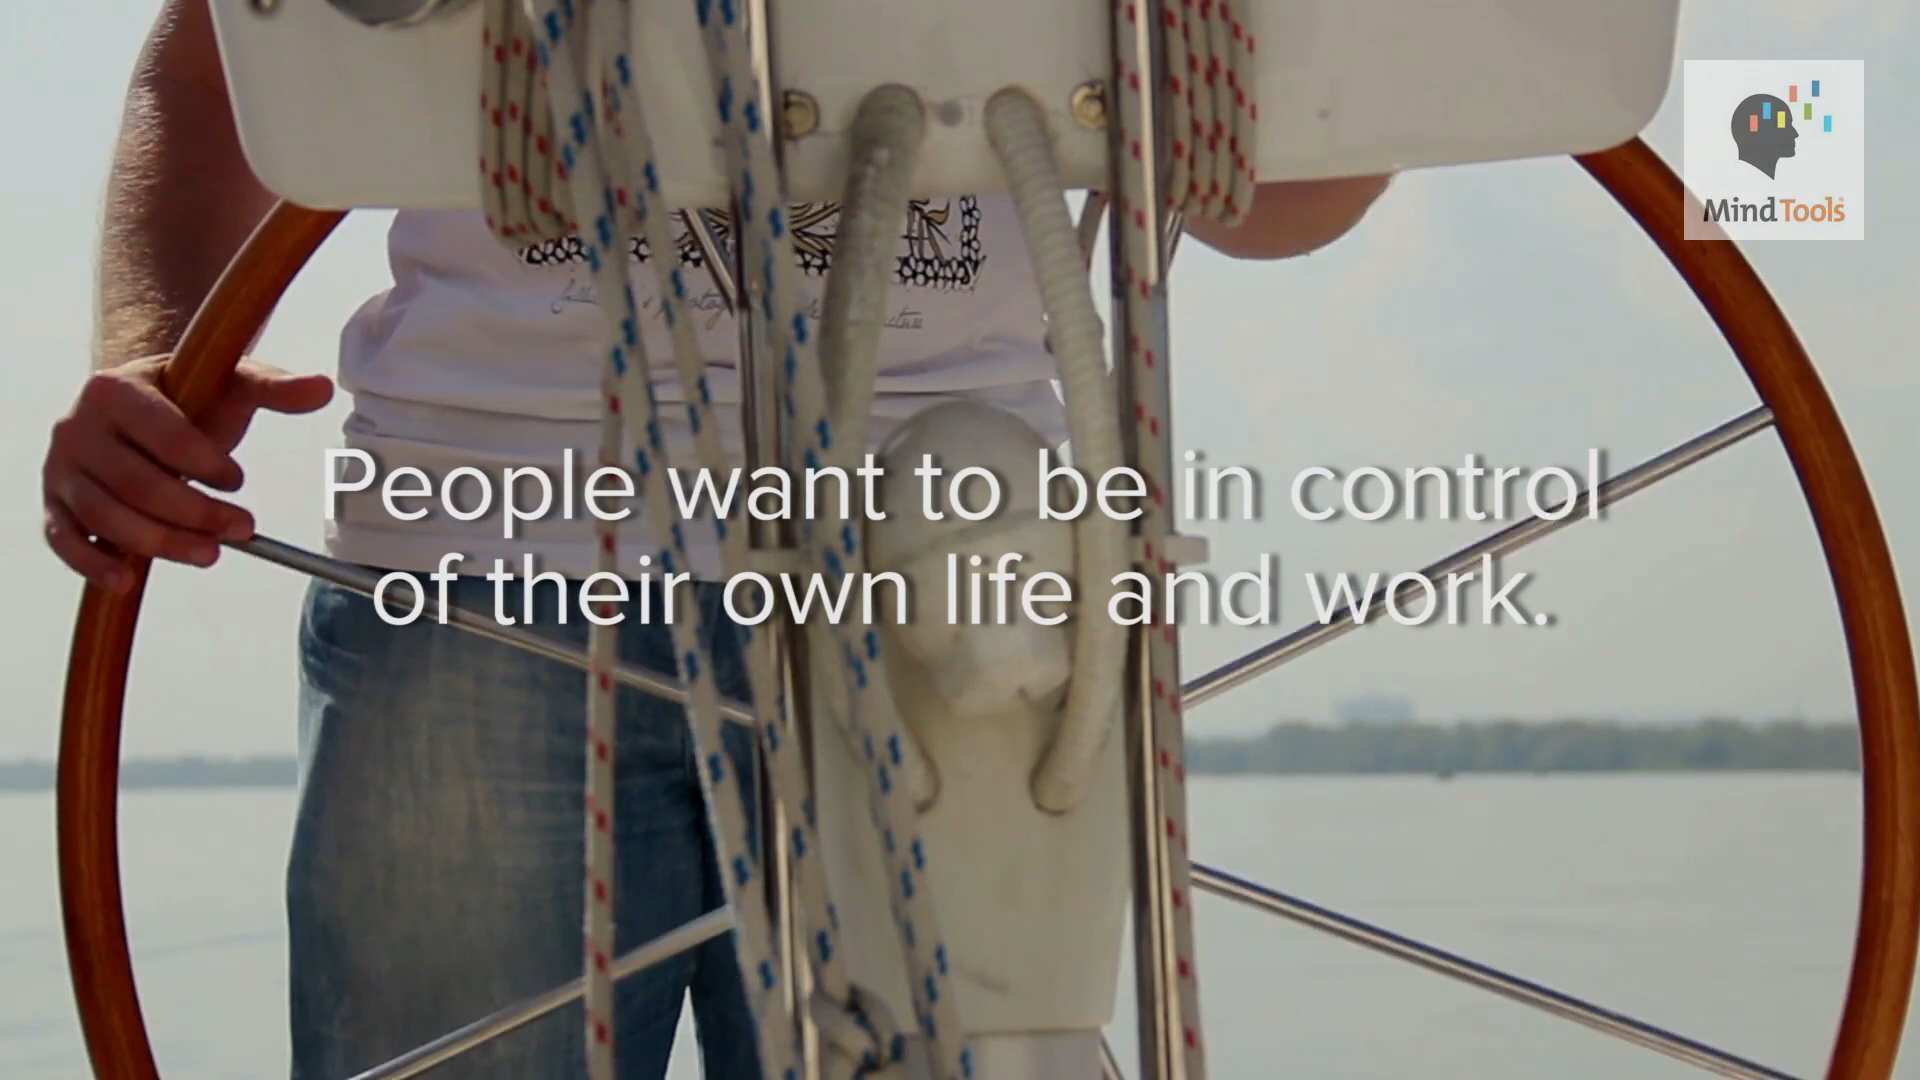 MindTools
People want to be in control
of their own life and work.